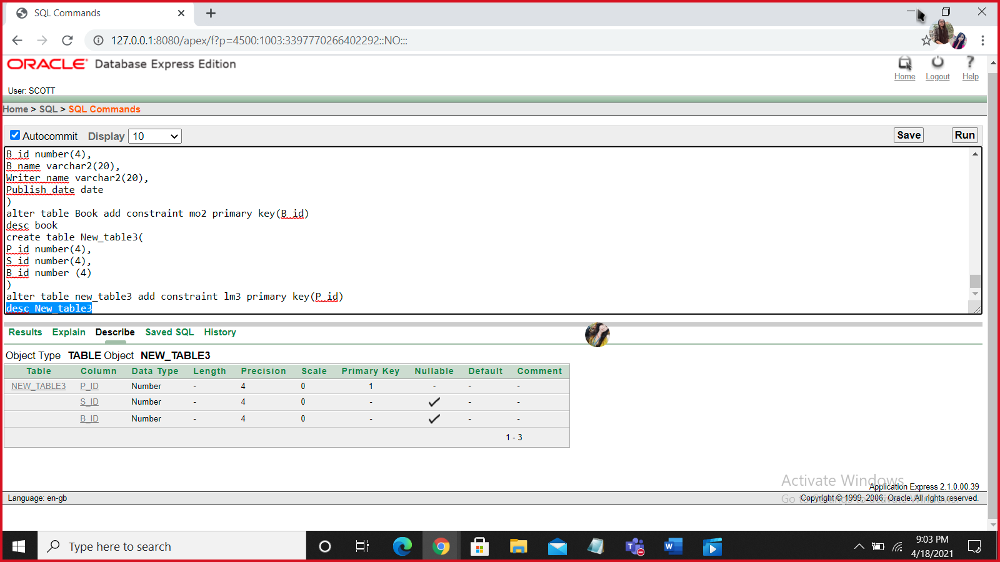 SQL Commands
127.0.0.1:8080/apex/f?p=4500:1003:3397770266402292::NO:::
ORACLE Database Express Edition
Home Logout Help
User: SCOTT
Home > SQL > SQL Commands
Autocommit Display 10 Save Run
B_id number(4),
B_name varchar2(20),
Writer_name varchar2(20),
Publish_date date
)
alter table Book add constraint mo2 primary key(B_id)
desc book
create table New_table3(
P_id number(4),
S_id number(4),
B_id number (4)
)
alter table new_table3 add constraint lm3 primary key(P_id)
desc New_table3
Results Explain Describe Saved SQL History
Object Type TABLE Object NEW_TABLE3
Table Column Data Type Length Precision Scale Primary Key Nullable Default Comment
NEW_TABLE3 P_ID Number - 4 0 1 - - -
S_ID Number - 4 0 - - -
B_ID Number - 4 0 - - -
1 - 3
Activate Windows
Application Express 2.1.0.00.39
Go to Settings to activate Windows.
Language: en-gb Copyright © 1999, 2006, Oracle. All rights reserved.
Type here to search
9:03 PM
4/18/2021